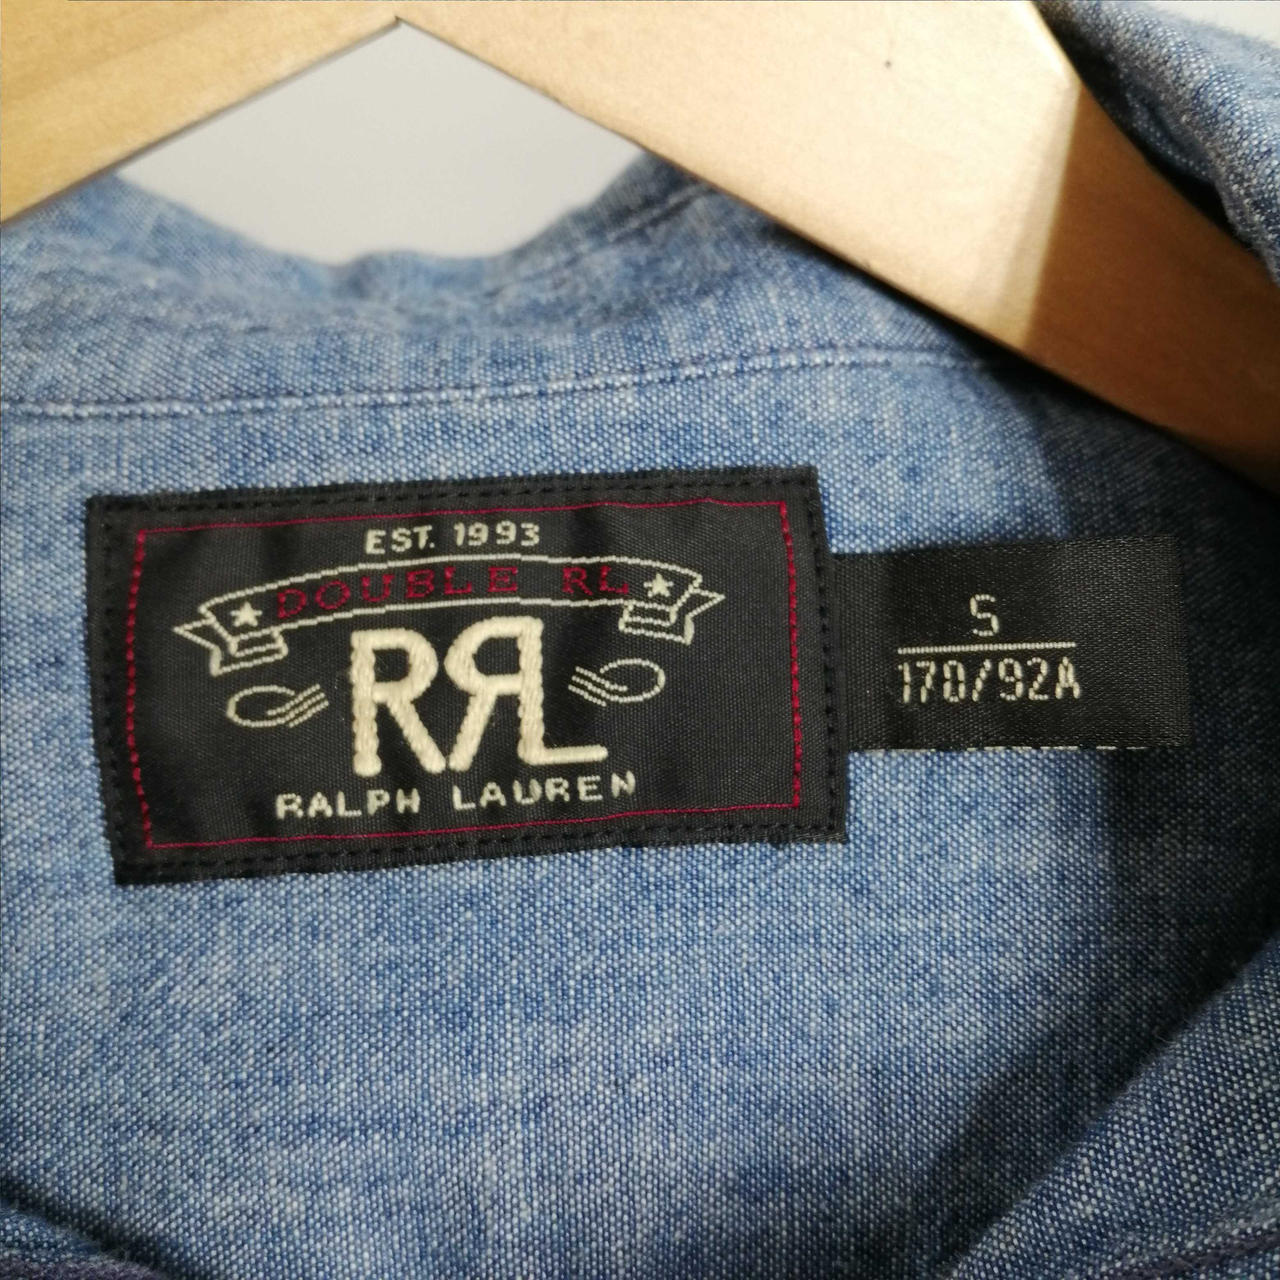 EST. 1993
DOUBLE RL
RRL
RALPH LAUREN
S
170/92A